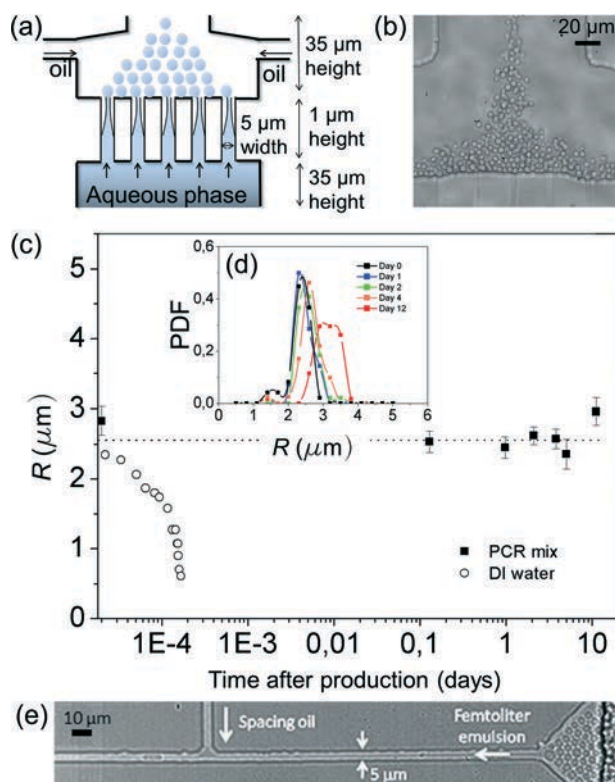 (a)
oil
oil
35 µm
height
5 µm
width
1 µm
height
Aqueous phase
35 µm
height
(b)
20 µm
(c)
R (µm)
5
4
3
2
1
0
1E-4
1E-3
0,01
0,1
1
10
Time after production (days)
PCR mix
DI water
(d)
PDF
0,6
0,4
0,2
0,0
0
1
2
3
4
5
6
R (µm)
Day 0
Day 1
Day 2
Day 4
Day 12
(e)
10 µm
Spacing oil
5 µm
Femtoliter
emulsion